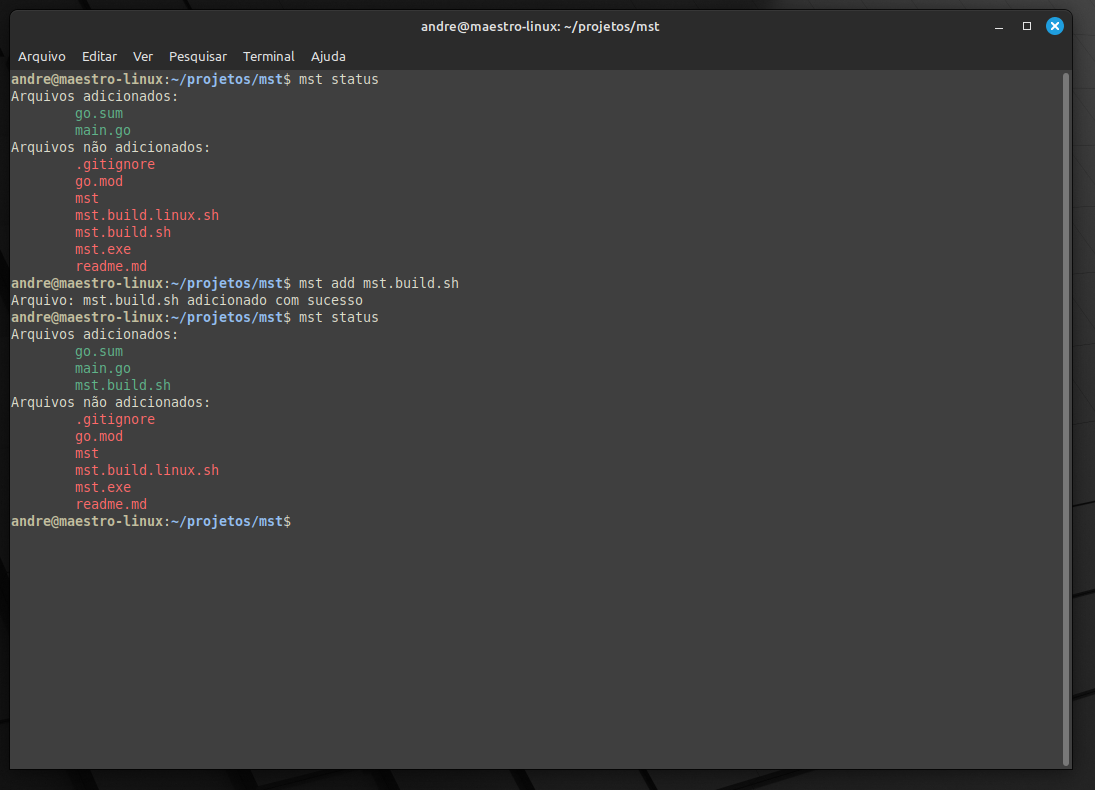 andre@maestro-linux: ~/projetos/mst
Arquivo Editar Ver Pesquisar Terminal Ajuda
andre@maestro-linux:~/projetos/mst$ mst status
Arquivos adicionados:
go.sum
main.go
Arquivos não adicionados:
.gitignore
go.mod
mst
mst.build.linux.sh
mst.build.sh
mst.exe
readme.md
andre@maestro-linux:~/projetos/mst$ mst add mst.build.sh
Arquivo: mst.build.sh adicionado com sucesso
andre@maestro-linux:~/projetos/mst$ mst status
Arquivos adicionados:
go.sum
main.go
mst.build.sh
Arquivos não adicionados:
.gitignore
go.mod
mst
mst.build.linux.sh
mst.exe
readme.md
andre@maestro-linux:~/projetos/mst$